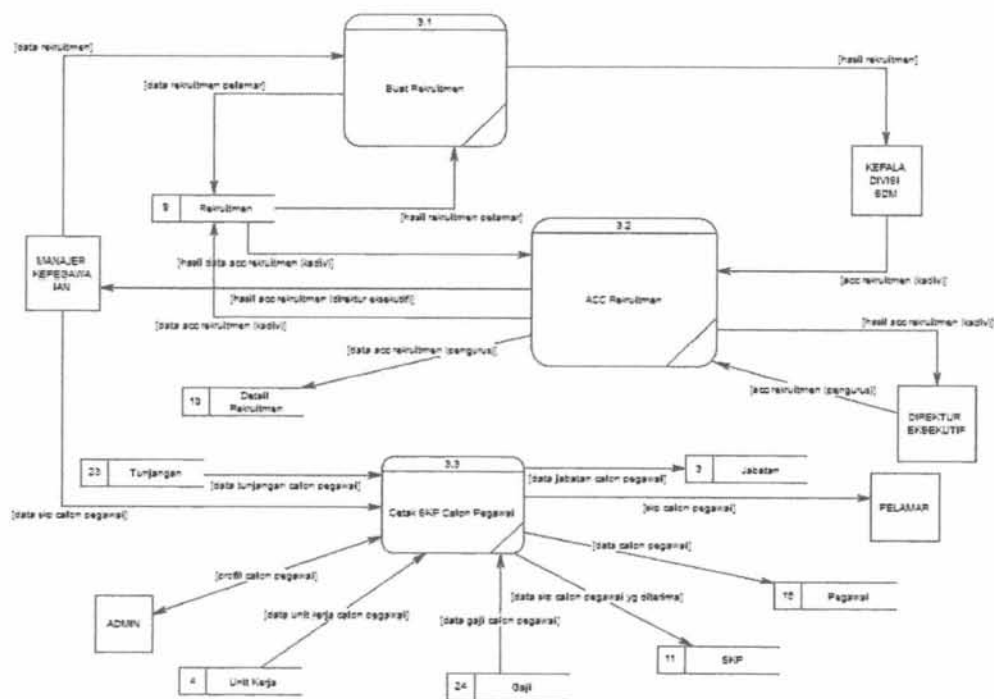 3.1
[data rekruitmen]
[hasil rekruitmen]
[data rekruitmen pelamar]
Buat Rekruitmen
KEPALA
DIVISI
SDM
9 Rekruitmen
[hasil rekruitmen pelamar]
3.2
MANAJER
KEPEGAWA
IAN
[hasil data acc rekruitmen (kadiv)]
[acc rekruitmen (kadiv)]
[hasil acc rekruitmen (direktur eksekutif)]
ACC Rekruitmen
[data acc rekruitmen (kadiv)]
[hasil acc rekruitmen (kadiv)]
[data acc rekruitmen (pengurus)]
[acc rekruitmen (pengurus)]
Detail
Rekruitmen
DIREKTUR
EKSEKUTIF
3.3
23 Tunjangan
3 Jabatan
[data tunjangan calon pegawai]
[data jabatan calon pegawai]
[data skp calon pegawai]
Cetak SKP Calon Pegawai
[skp calon pegawai]
PELAMAR
[data calon pegawai]
[profil calon pegawai]
[data skp calon pegawai yg diterima]
Pegawai
ADMIN
[data unit kerja calon pegawai]
[data gaji calon pegawai]
11 SKP
4 Unit Kerja
24 Gaji